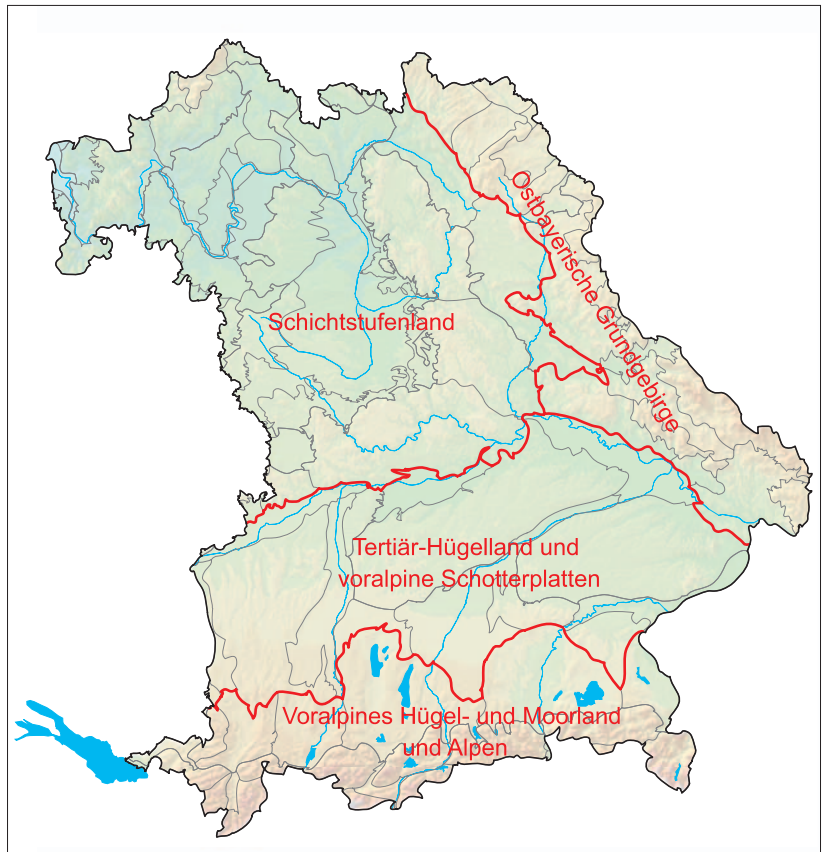 Ostbayerische Grundgebirge
Schichtstufenland
Tertiär-Hügelland und
voralpine Schotterplatten
Voralpines Hügel- und Moorland
und Alpen